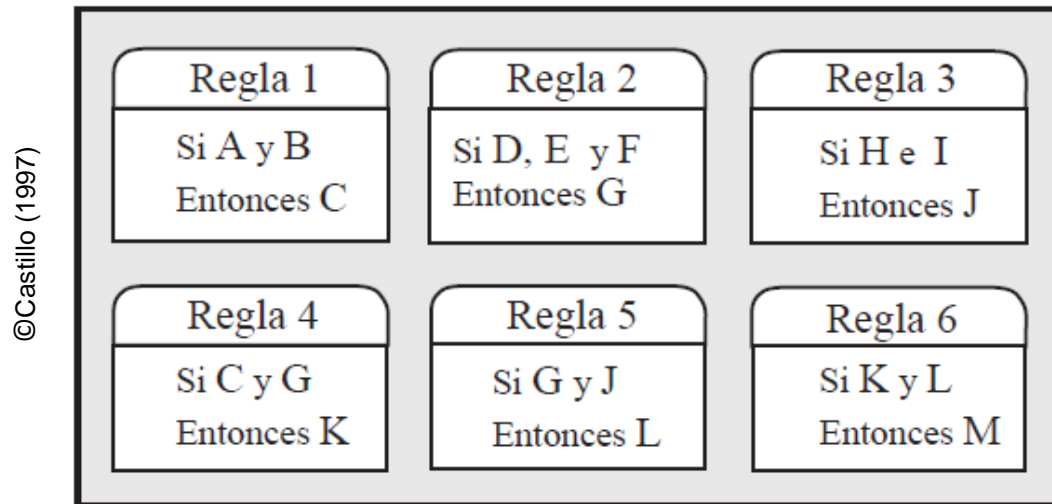 ©Castillo (1997)
Regla 1
Si A y B
Entonces C
Regla 2
Si D, E y F
Entonces G
Regla 3
Si H e I
Entonces J
Regla 4
Si C y G
Entonces K
Regla 5
Si G y J
Entonces L
Regla 6
Si K y L
Entonces M